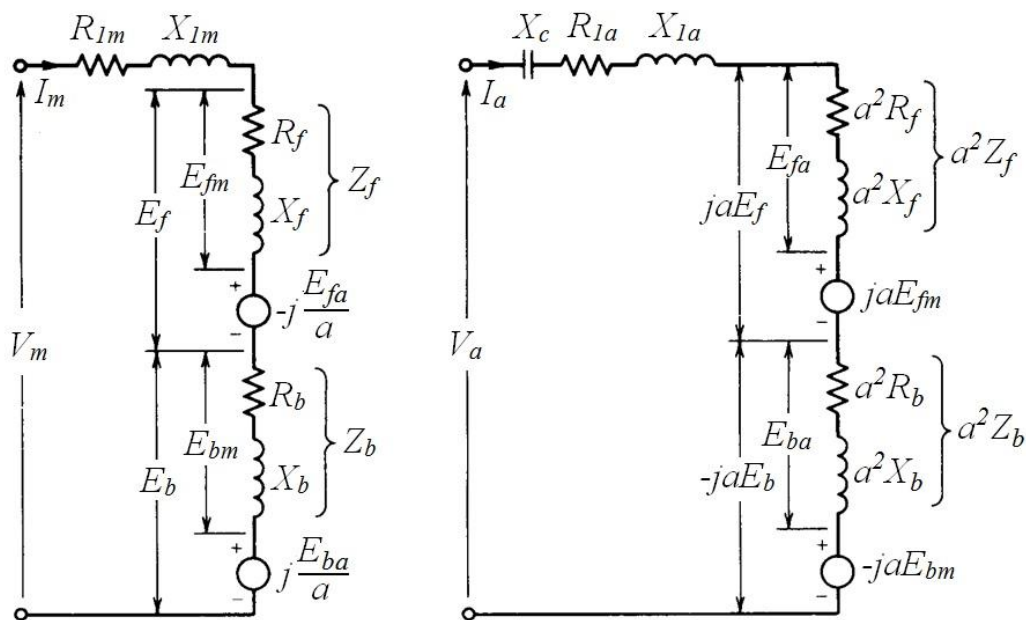 R1m X1m
Im
Rf
Zf
Efm
Ef
Xf
+
-j Efa/a
-
Vm
Rb
Zb
Ebm
Eb
Xb
+
j Eba/a
-
Xc R1a X1a
Ia
a²Rf
a²Zf
Efa
jaEf
a²Xf
+
jaEfm
-
Va
a²Rb
a²Zb
Eba
-jaEb
a²Xb
+
-jaEbm
-